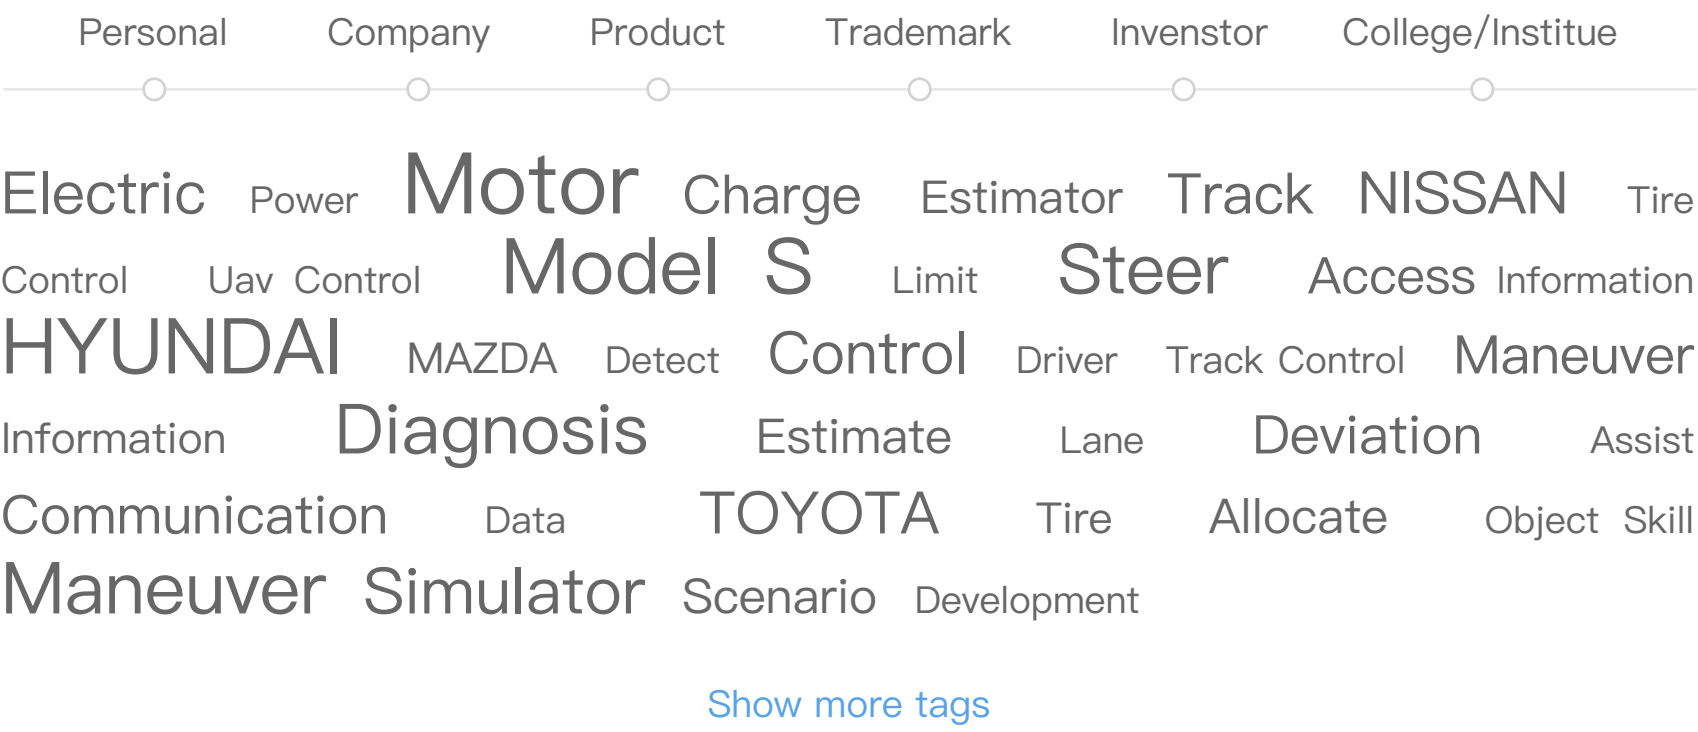 Personal Company Product Trademark Invenstor College/Institue
Electric Power Motor Charge Estimator Track NISSAN Tire
Control Uav Control Model S Limit Steer Access Information
HYUNDAI MAZDA Detect Control Driver Track Control Maneuver
Information Diagnosis Estimate Lane Deviation Assist
Communication Data TOYOTA Tire Allocate Object Skill
Maneuver Simulator Scenario Development
Show more tags